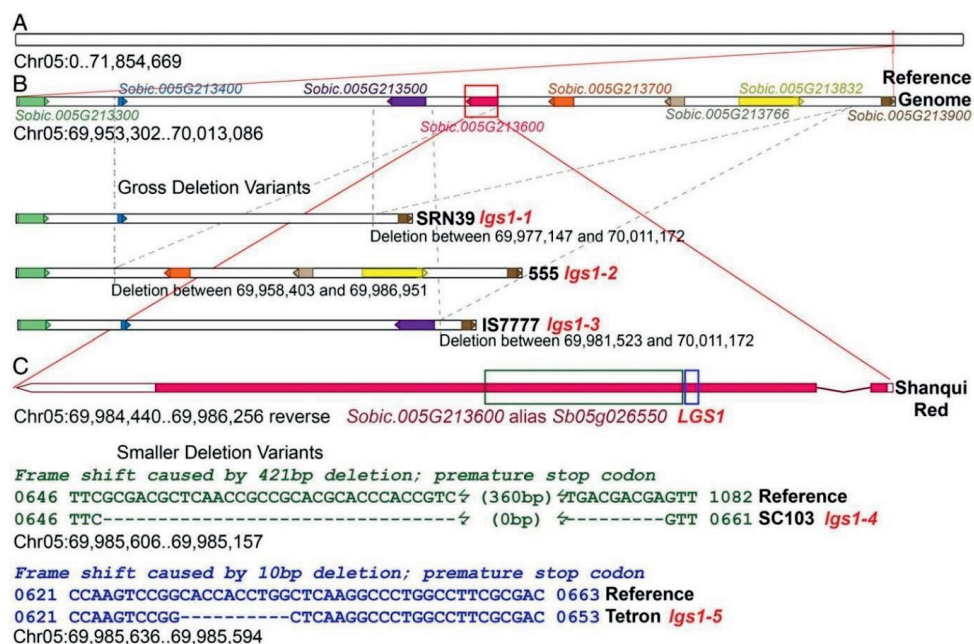 A
Chr05:0..71,854,669
B
Sobic.005G213400 Sobic.005G213500 Sobic.005G213700 Sobic.005G213832 Reference
Genome
Sobic.005G213300 Sobic.005G213600 Sobic.005G213766 Sobic.005G213900
Chr05:69,953,302..70,013,086
Gross Deletion Variants
SRN39 lgs1-1
Deletion between 69,977,147 and 70,011,172
555 lgs1-2
Deletion between 69,958,403 and 69,986,951
IS7777 lgs1-3
Deletion between 69,981,523 and 70,011,172
C
Shanqui
Red
Chr05:69,984,440..69,986,256 reverse Sobic.005G213600 alias Sb05g026550 LGS1
Smaller Deletion Variants
Frame shift caused by 421bp deletion; premature stop codon
0646 TTCGCGACGCTCAACCGCCGCACGCACCCACCGTC (360bp) TGACGACGAGTT 1082 Reference
0646 TTC----------------------------------- (0bp) ---------GTT 0661 SC103 lgs1-4
Chr05:69,985,606..69,985,157
Frame shift caused by 10bp deletion; premature stop codon
0621 CCAAGTCCGGCACCACCTGGCTCAAGGCCCTGGCCTTCGCGAC 0663 Reference
0621 CCAAGTCCGG----------CTCAAGGCCCTGGCCTTCGCGAC 0653 Tetron lgs1-5
Chr05:69,985,636..69,985,594